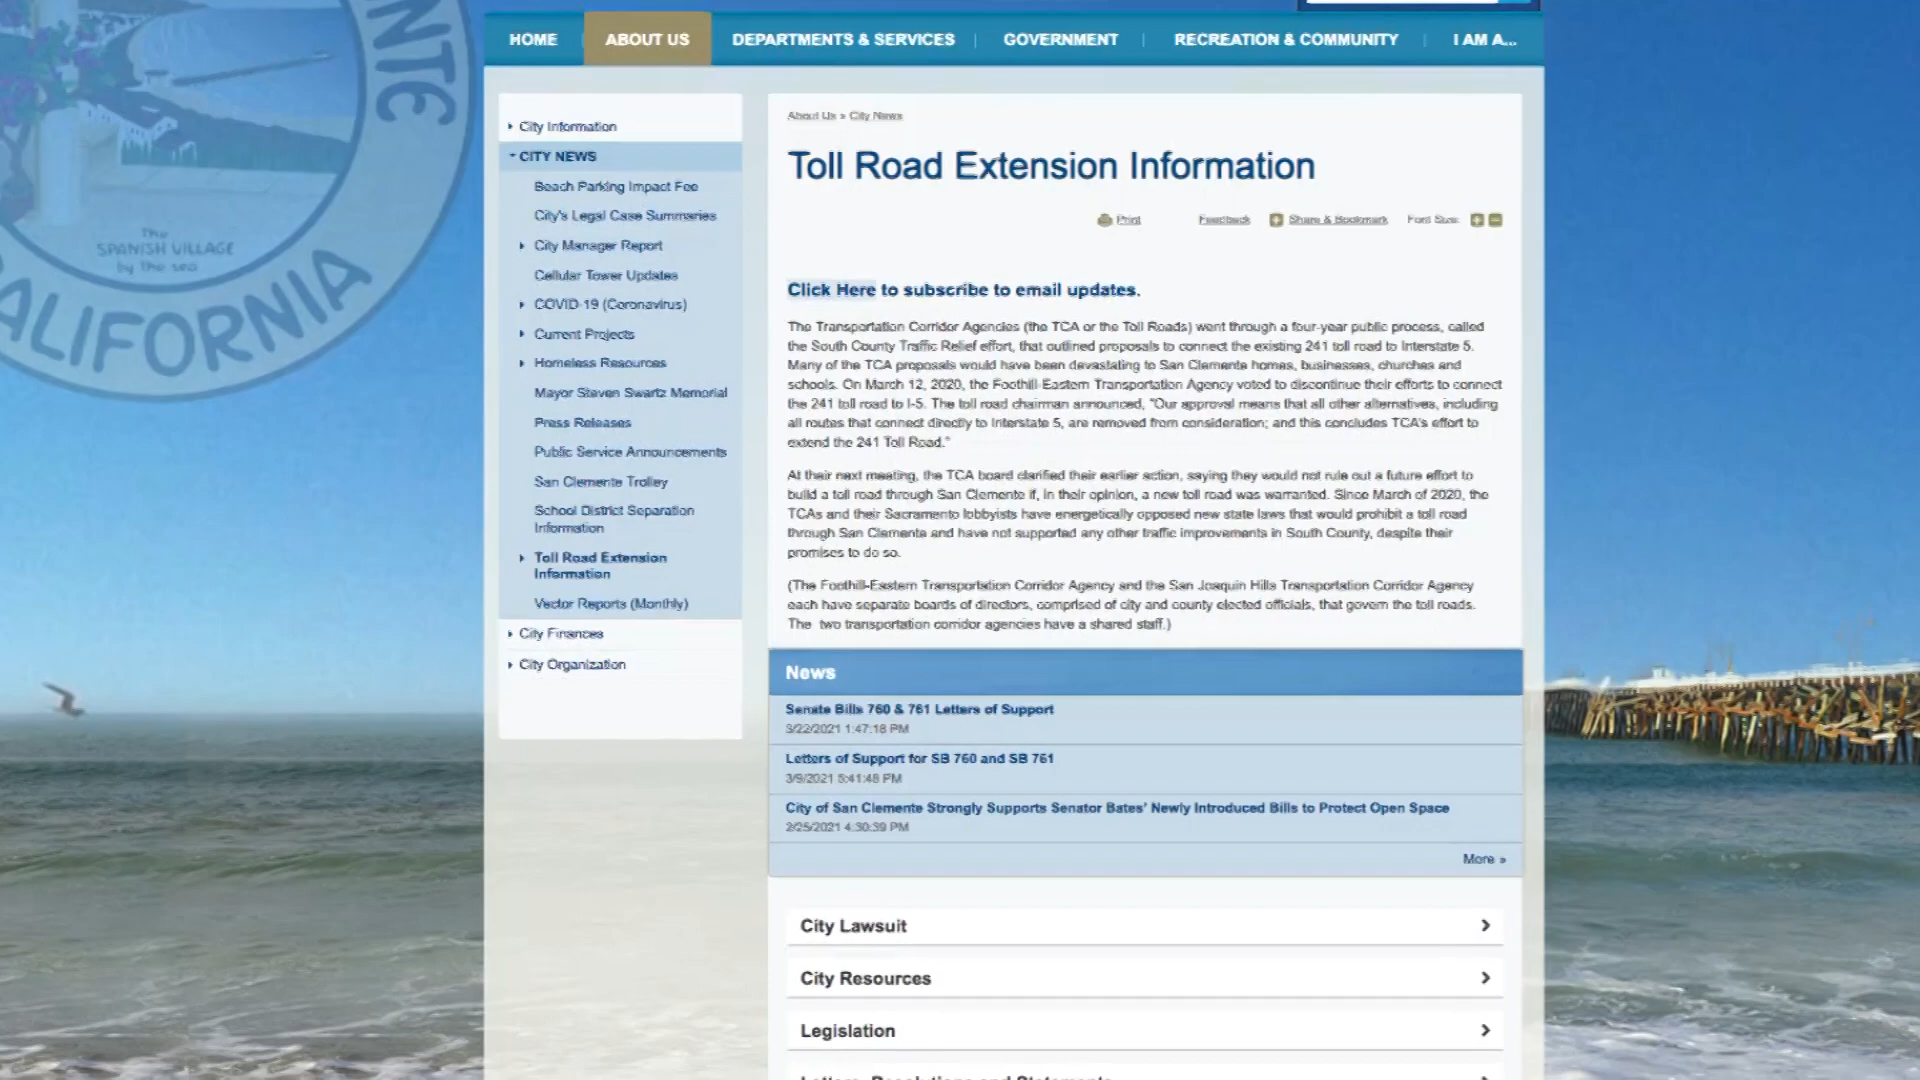 NTE
CALIFORNIA
The
SPANISH VILLAGE
by the sea
HOME
ABOUT US
DEPARTMENTS & SERVICES
GOVERNMENT
RECREATION & COMMUNITY
I AM A...
City Information
CITY NEWS
Beach Parking Impact Fee
City's Legal Case Summaries
City Manager Report
Cellular Tower Updates
COVID-19 (Coronavirus)
Current Projects
Homeless Resources
Mayor Steven Swartz Memorial
Press Releases
Public Service Announcements
San Clemente Trolley
School District Separation
Information
Toll Road Extension
Information
Vector Reports (Monthly)
City Finances
City Organization
About Us » City News
Toll Road Extension Information
Print
Feedback
Share & Bookmark
Font Size:
Click Here to subscribe to email updates.
The Transportation Corridor Agencies (the TCA or the Toll Roads) went through a four-year public process, called
the South County Traffic Relief effort, that outlined proposals to connect the existing 241 toll road to Interstate 5.
Many of the TCA proposals would have been devastating to San Clemente homes, businesses, churches and
schools. On March 12, 2020, the Foothill-Eastern Transportation Agency voted to discontinue their efforts to connect
the 241 toll road to I-5. The toll road chairman announced, "Our approval means that all other alternatives, including
all routes that connect directly to Interstate 5, are removed from consideration; and this concludes TCA's effort to
extend the 241 Toll Road."
At their next meeting, the TCA board clarified their earlier action, saying they would not rule out a future effort to
build a toll road through San Clemente if, in their opinion, a new toll road was warranted. Since March of 2020, the
TCAs and their Sacramento lobbyists have energetically opposed new state laws that would prohibit a toll road
through San Clemente and have not supported any other traffic improvements in South County, despite their
promises to do so.
(The Foothill-Eastern Transportation Corridor Agency and the San Joaquin Hills Transportation Corridor Agency
each have separate boards of directors, comprised of city and county elected officials, that govern the toll roads.
The two transportation corridor agencies have a shared staff.)
News
Senate Bills 760 & 761 Letters of Support
3/22/2021 1:47:18 PM
Letters of Support for SB 760 and SB 761
3/9/2021 5:41:48 PM
City of San Clemente Strongly Supports Senator Bates' Newly Introduced Bills to Protect Open Space
2/25/2021 4:30:39 PM
More »
City Lawsuit
City Resources
Legislation
Letters, Resolutions and Statements